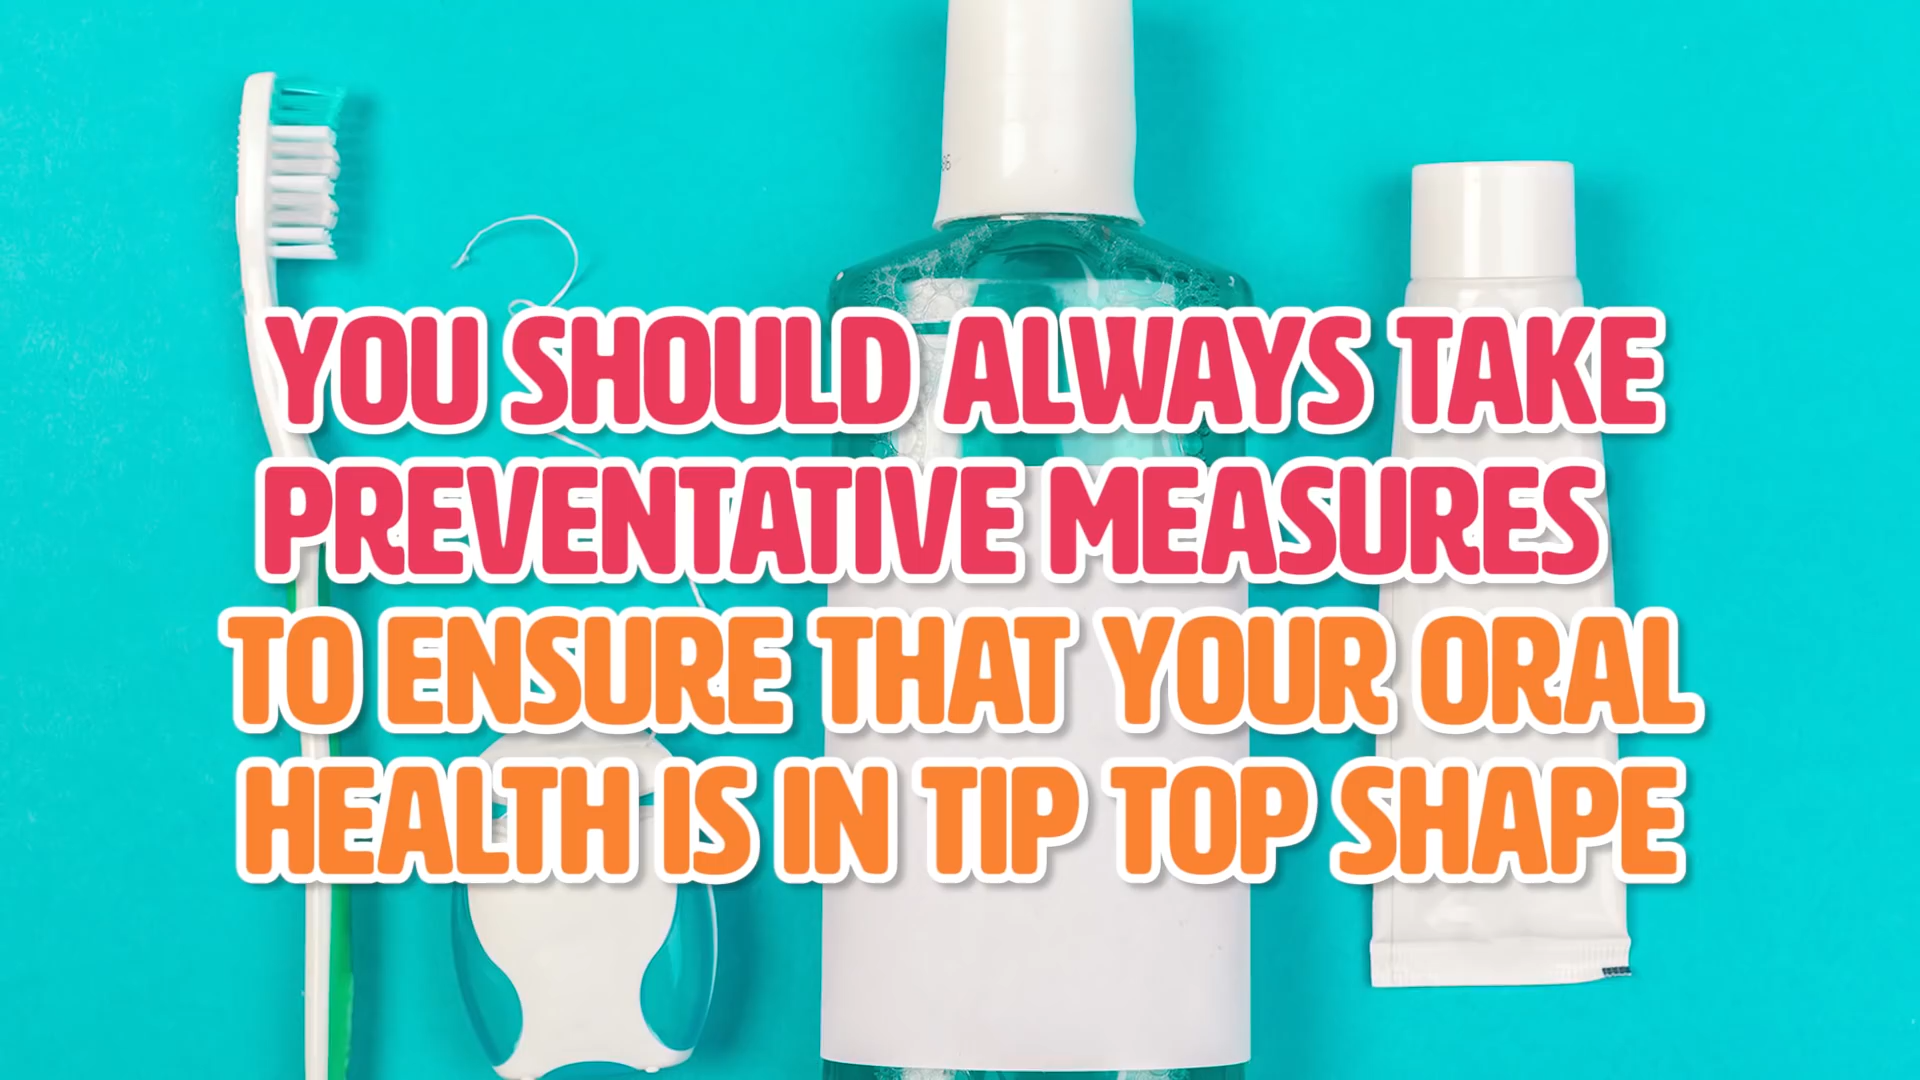 YOU SHOULD ALWAYS TAKE
PREVENTATIVE MEASURES
TO ENSURE THAT YOUR ORAL
HEALTH IS IN TIP TOP SHAPE